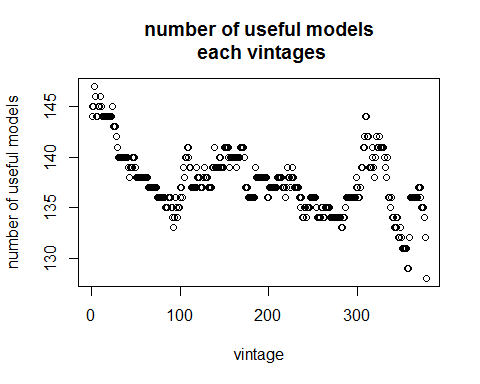 number of useful models
each vintages
number of useful models
145
140
135
130
0
100
200
300
vintage